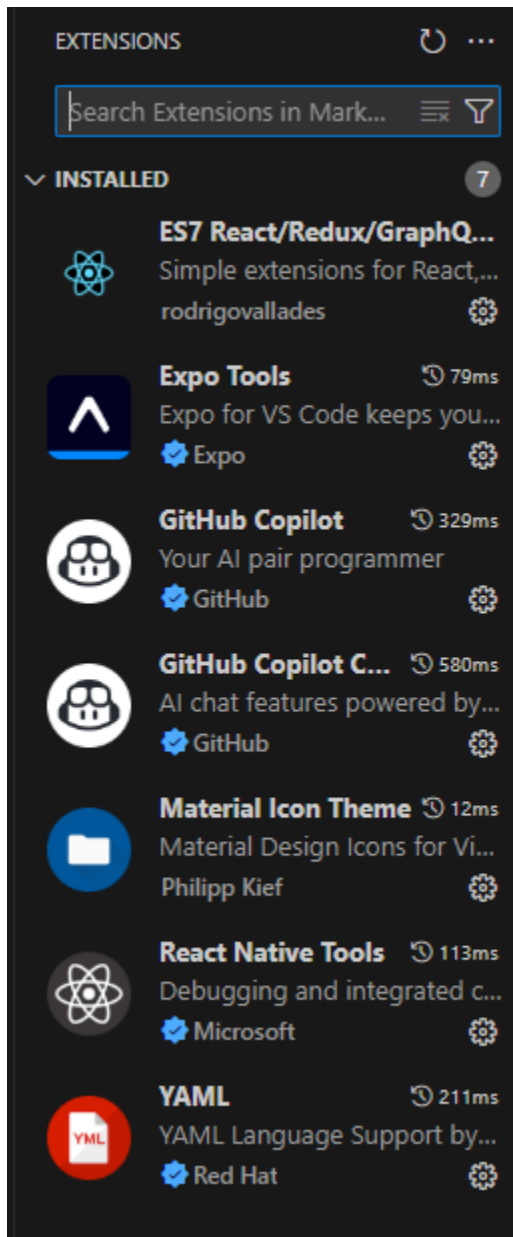 EXTENSIONS
Search Extensions in Mark...
INSTALLED 7
ES7 React/Redux/GraphQ...
Simple extensions for React,...
rodrigovallades
Expo Tools 79ms
Expo for VS Code keeps you...
Expo
GitHub Copilot 329ms
Your AI pair programmer
GitHub
GitHub Copilot C... 580ms
AI chat features powered by...
GitHub
Material Icon Theme 12ms
Material Design Icons for Vi...
Philipp Kief
React Native Tools 113ms
Debugging and integrated c...
Microsoft
YAML 211ms
YML
YAML Language Support by...
Red Hat